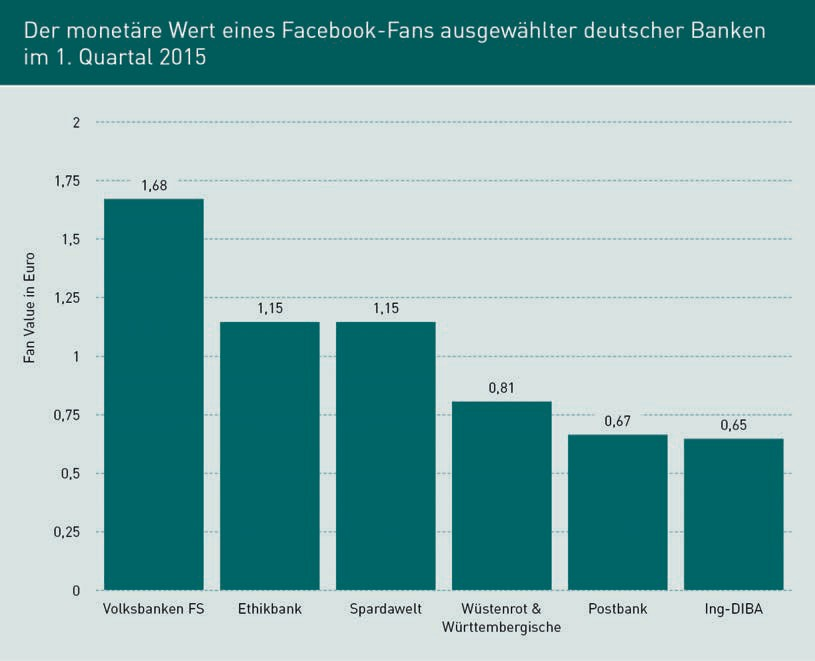 Der monetäre Wert eines Facebook-Fans ausgewählter deutscher Banken
im 1. Quartal 2015
Fan Value in Euro
2
1,75
1,5
1,25
1
0,75
0,5
0,25
0
1,68
1,15
1,15
0,81
0,67
0,65
Volksbanken FS
Ethikbank
Spardawelt
Wüstenrot &
Württembergische
Postbank
Ing-DIBA